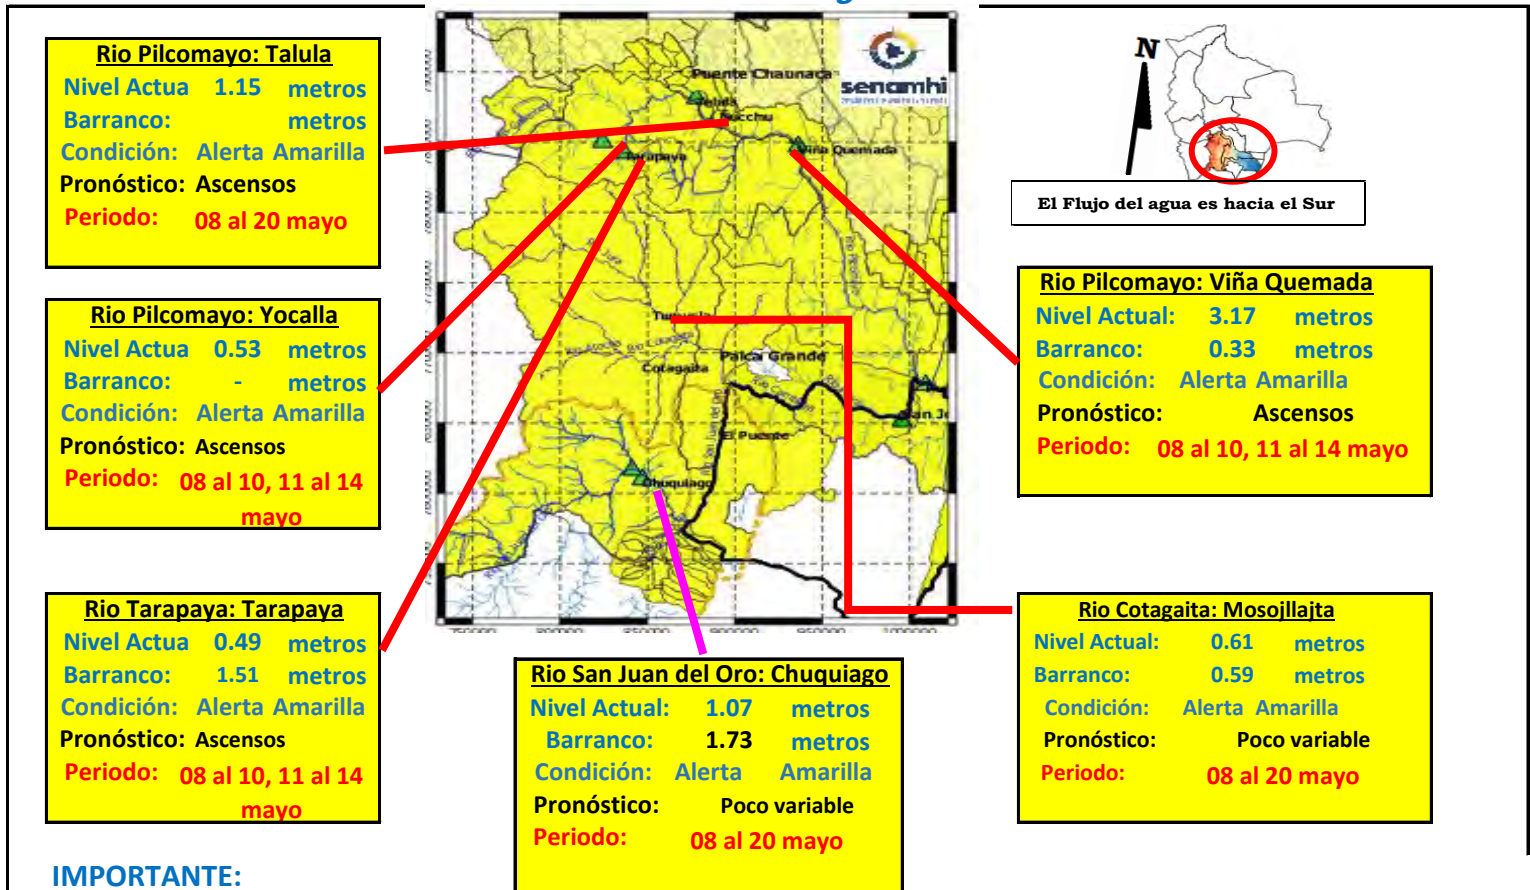 Rio Pilcomayo: Talula
Nivel Actua 1.15 metros
Barranco: metros
Condición: Alerta Amarilla
Pronóstico: Ascensos
Periodo: 08 al 20 mayo
Rio Pilcomayo: Yocalla
Nivel Actua 0.53 metros
Barranco: - metros
Condición: Alerta Amarilla
Pronóstico: Ascensos
Periodo: 08 al 10, 11 al 14
mayo
Rio Tarapaya: Tarapaya
Nivel Actua 0.49 metros
Barranco: 1.51 metros
Condición: Alerta Amarilla
Pronóstico: Ascensos
Periodo: 08 al 10, 11 al 14
mayo
senamhi
Puente Chaunaca
Viña Quemada
Tarapaya
Palca Grande
Cotagaita
El Puente
Chuquiago
900000
1000000
N
El Flujo del agua es hacia el Sur
Rio Pilcomayo: Viña Quemada
Nivel Actual: 3.17 metros
Barranco: 0.33 metros
Condición: Alerta Amarilla
Pronóstico: Ascensos
Periodo: 08 al 10, 11 al 14 mayo
Rio Cotagaita: Mosojllajta
Nivel Actual: 0.61 metros
Barranco: 0.59 metros
Condición: Alerta Amarilla
Pronóstico: Poco variable
Periodo: 08 al 20 mayo
Rio San Juan del Oro: Chuquiago
Nivel Actual: 1.07 metros
Barranco: 1.73 metros
Condición: Alerta Amarilla
Pronóstico: Poco variable
Periodo: 08 al 20 mayo
IMPORTANTE: